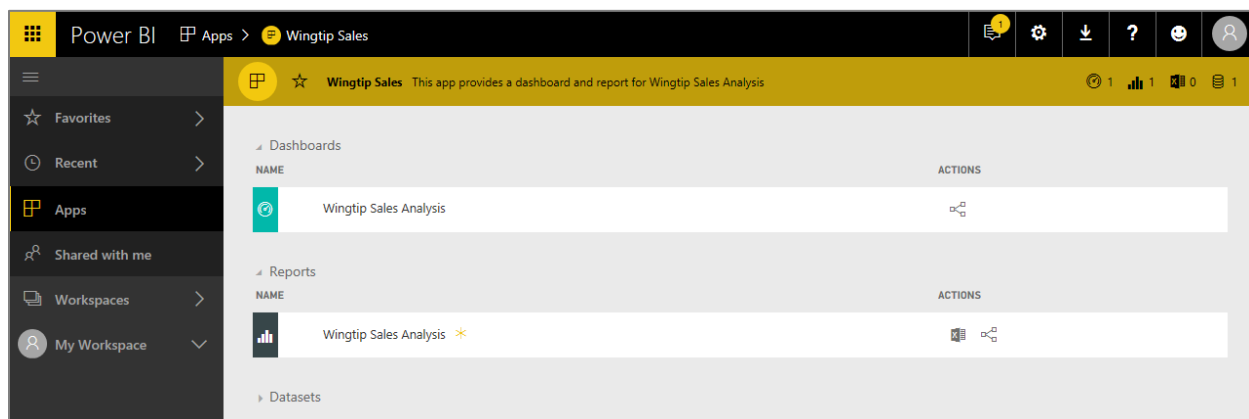 Power BI Apps > Wingtip Sales 1 ?
Wingtip Sales This app provides a dashboard and report for Wingtip Sales Analysis 1 1 0 1
Favorites
Recent
Apps
Shared with me
Workspaces
My Workspace
Dashboards
NAME ACTIONS
Wingtip Sales Analysis
Reports
NAME ACTIONS
Wingtip Sales Analysis
Datasets